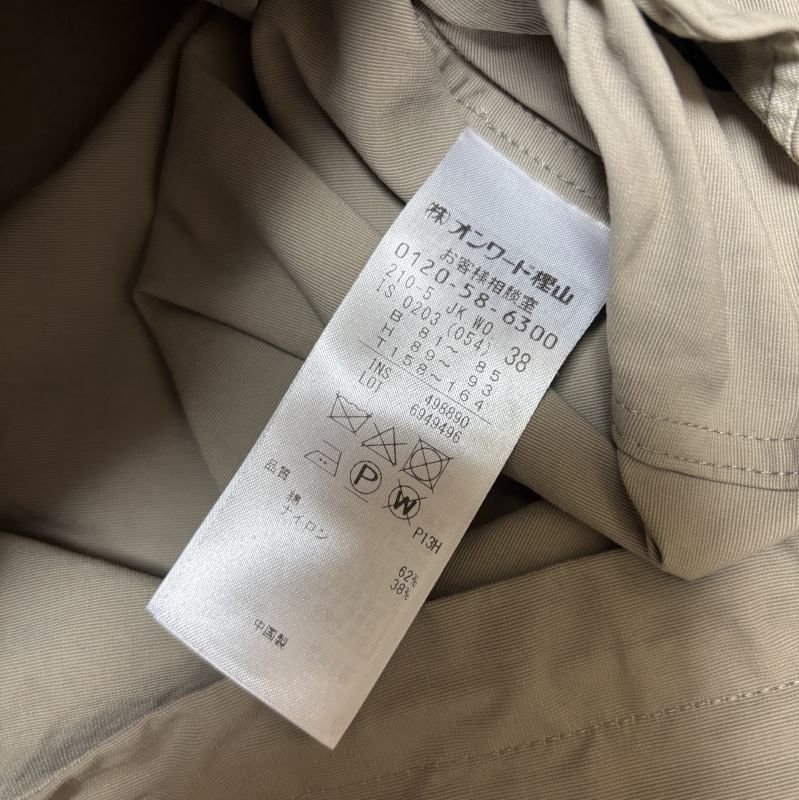 (株)オンワード樫山
お客様相談室
0120-58-6300
210-5 JK WO
IS 0203(054) 38
B 81～ 85
H 89～ 93
T158～164
INS 498890
LOT 6949496
P W
P13H
品質
綿 62%
ナイロン 38%
中国製